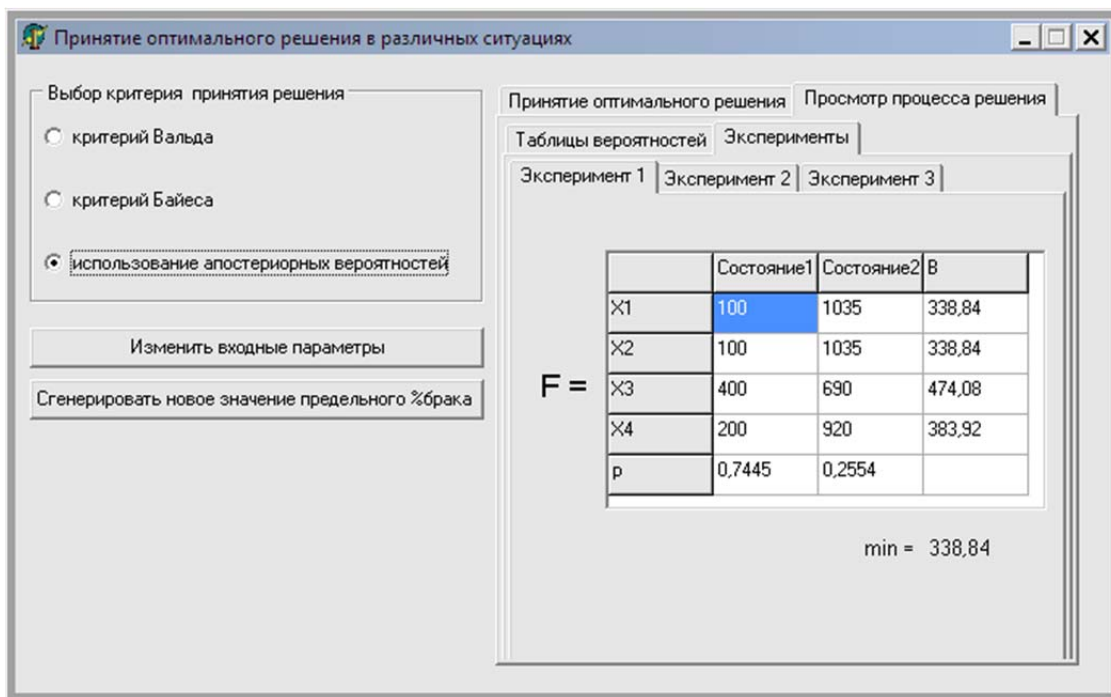 Принятие оптимального решения в различных ситуациях
Выбор критерия принятия решения
критерий Вальда
критерий Байеса
использование апостериорных вероятностей
Изменить входные параметры
Сгенерировать новое значение предельного %брака
Принятие оптимального решения Просмотр процесса решения
Таблицы вероятностей Эксперименты
Эксперимент 1 Эксперимент 2 Эксперимент 3
F =
Состояние1 Состояние2 B
X1 100 1035 338,84
X2 100 1035 338,84
X3 400 690 474,08
X4 200 920 383,92
p 0,7445 0,2554
min = 338,84